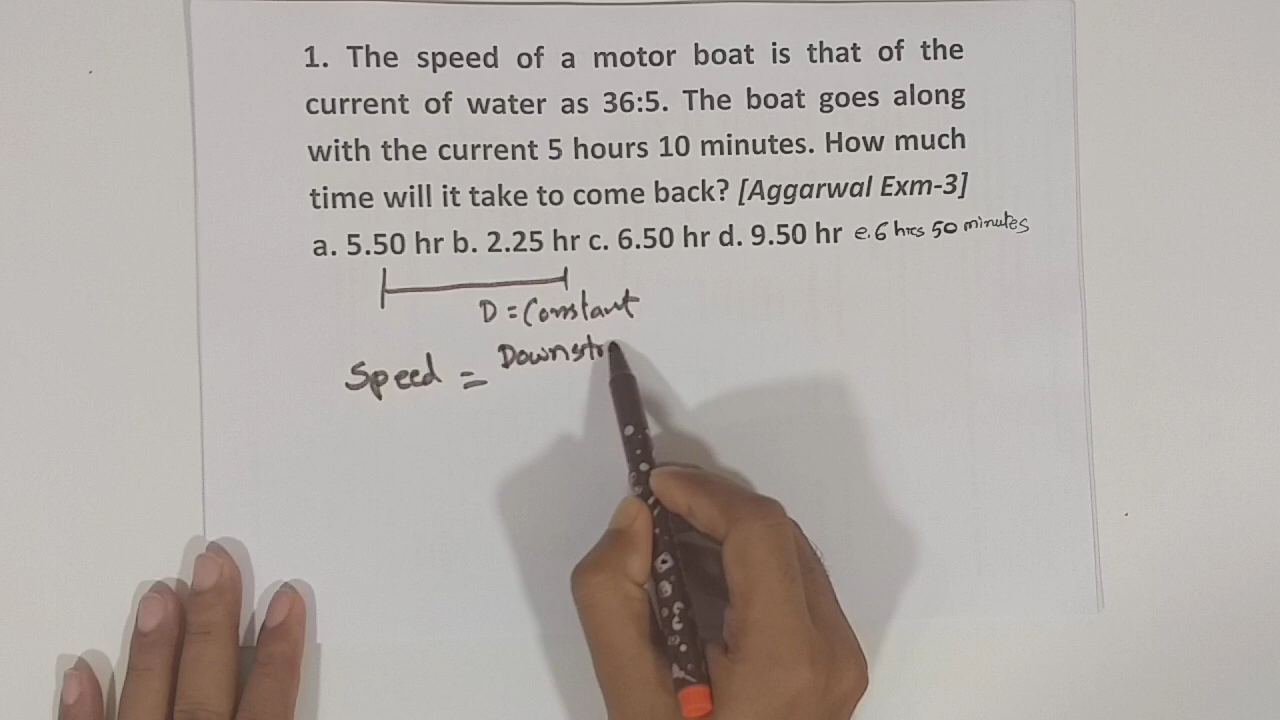 1. The speed of a motor boat is that of the
current of water as 36:5. The boat goes along
with the current 5 hours 10 minutes. How much
time will it take to come back? [Aggarwal Exm-3]
a. 5.50 hr b. 2.25 hr c. 6.50 hr d. 9.50 hr e. 6 hrs 50 minutes
D = Constant
Speed = Downstr